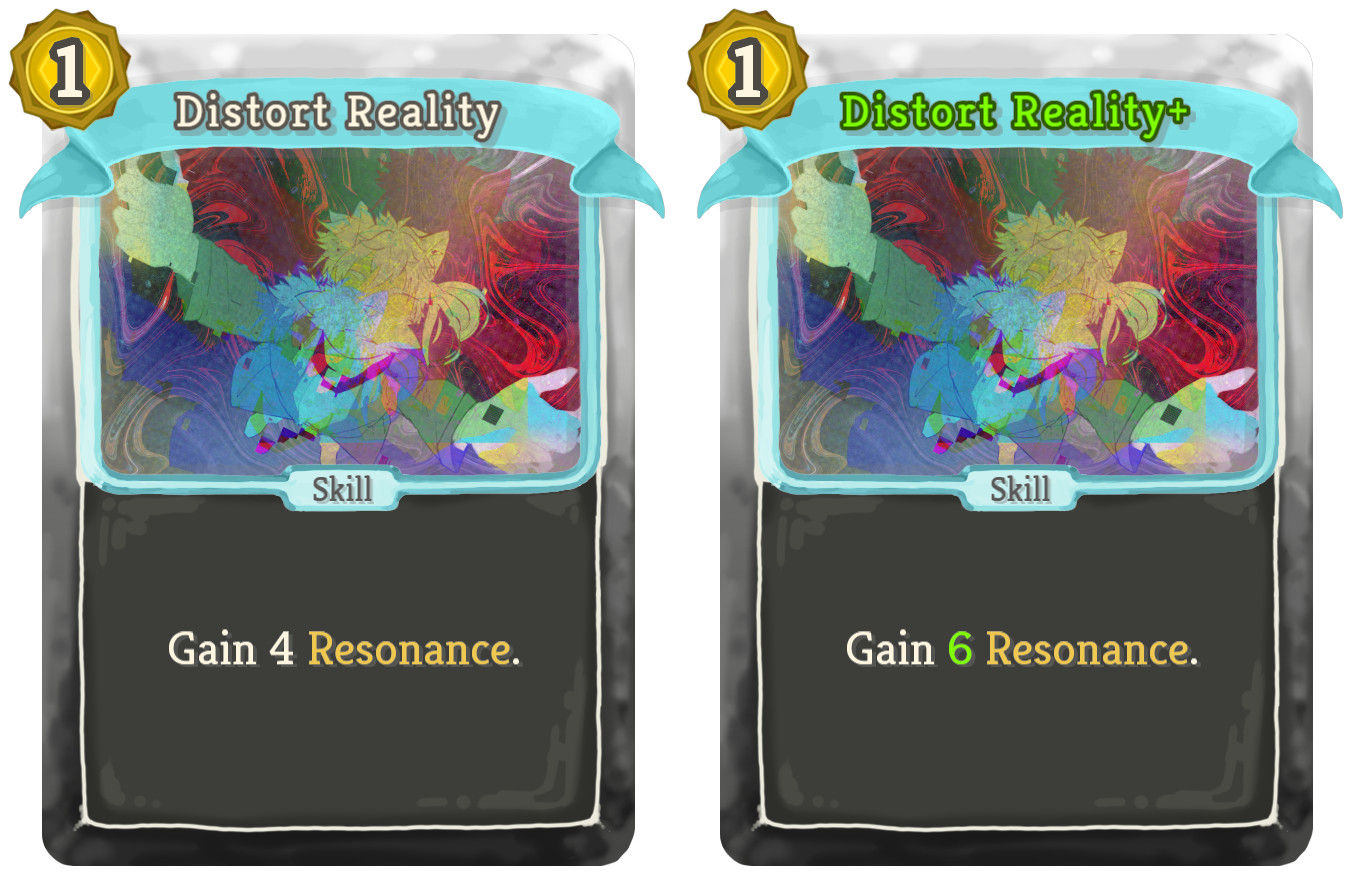 1
Distort Reality
Skill
Gain 4 Resonance.
1
Distort Reality+
Skill
Gain 6 Resonance.